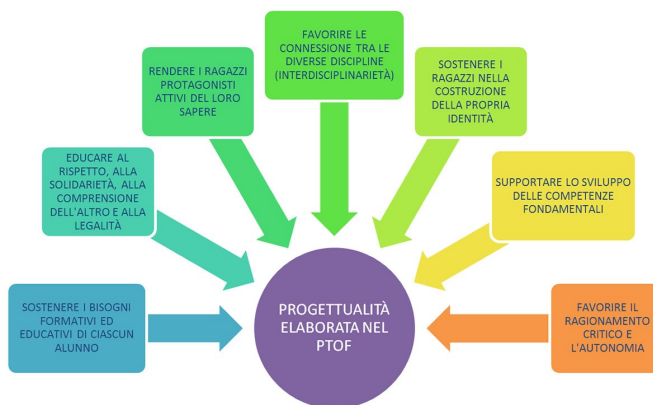 FAVORIRE LE
CONNESSIONE TRA LE
DIVERSE DISCIPLINE
(INTERDISCIPLINARIETÀ)
RENDERE I RAGAZZI
PROTAGONISTI
ATTIVI DEL LORO
SAPERE
SOSTENERE I
RAGAZZI NELLA
COSTRUZIONE
DELLA PROPRIA
IDENTITÀ
EDUCARE AL
RISPETTO, ALLA
SOLIDARIETÀ, ALLA
COMPRENSIONE
DELL'ALTRO E ALLA
LEGALITÀ
SUPPORTARE LO SVILUPPO
DELLE COMPETENZE
FONDAMENTALI
SOSTENERE I BISOGNI
FORMATIVI ED
EDUCATIVI DI CIASCUN
ALUNNO
PROGETTUALITÀ
ELABORATA NEL
PTOF
FAVORIRE IL
RAGIONAMENTO
CRITICO E
L'AUTONOMIA